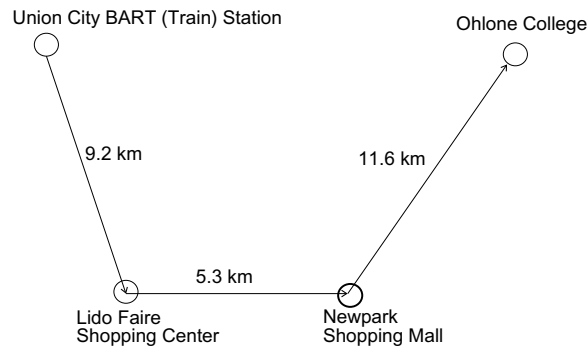 Union City BART (Train) Station
Ohlone College
9.2 km
11.6 km
5.3 km
Lido Faire
Shopping Center
Newpark
Shopping Mall